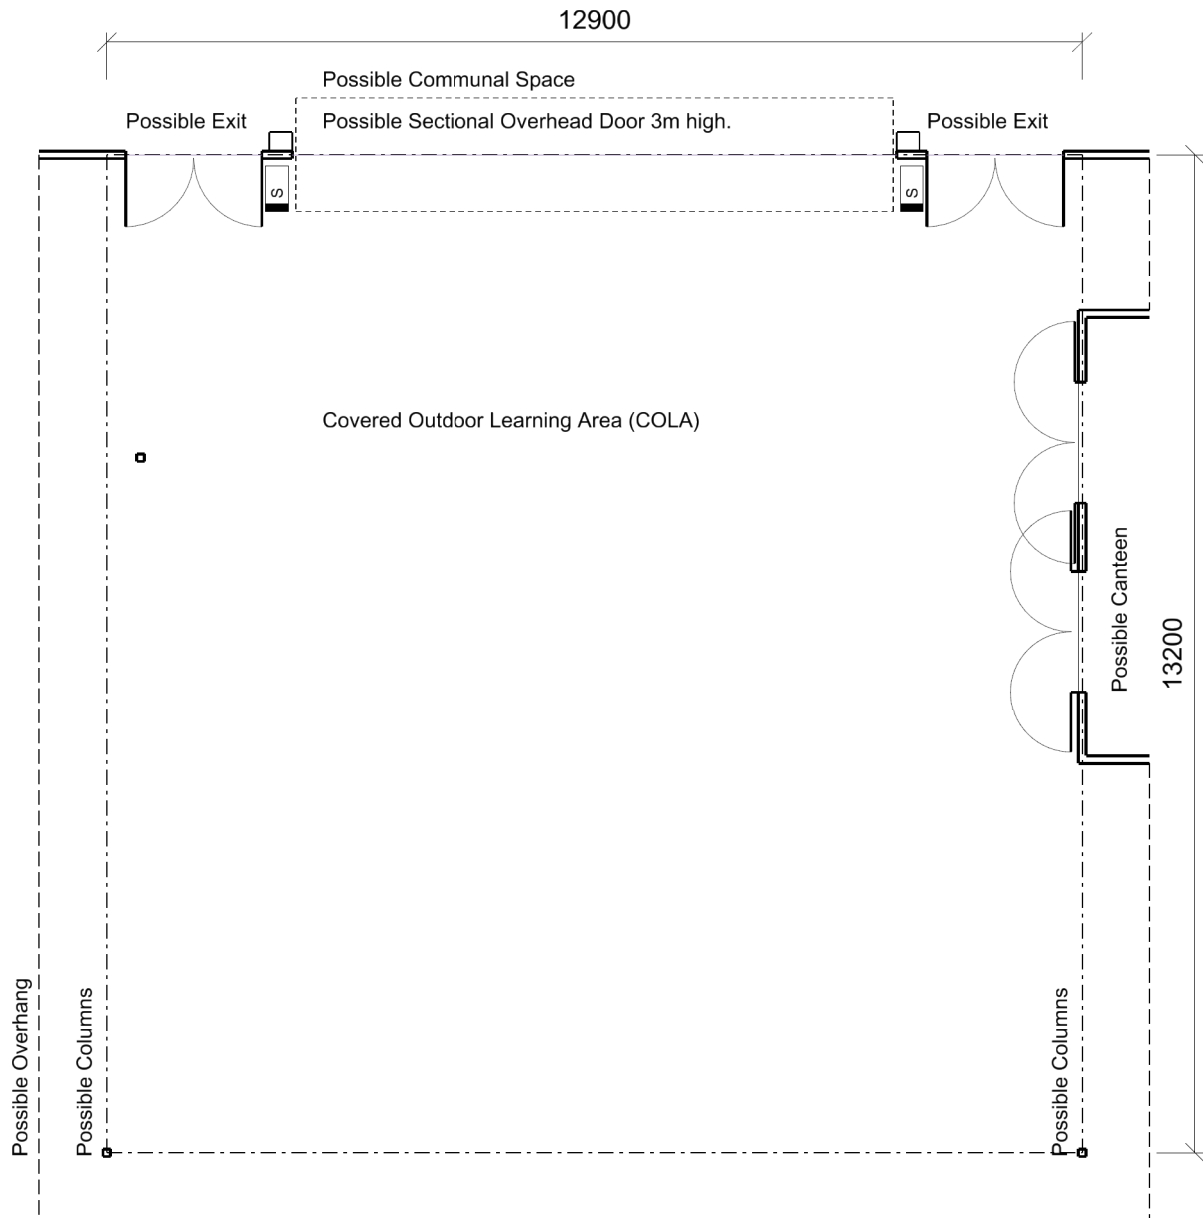 12900
Possible Communal Space
Possible Exit
Possible Sectional Overhead Door 3m high.
Possible Exit
S
S
Covered Outdoor Learning Area (COLA)
Possible Canteen
13200
Possible Overhang
Possible Columns
Possible Columns